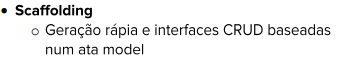 • Scaffolding
o Geração rápia e interfaces CRUD baseadas
num ata model